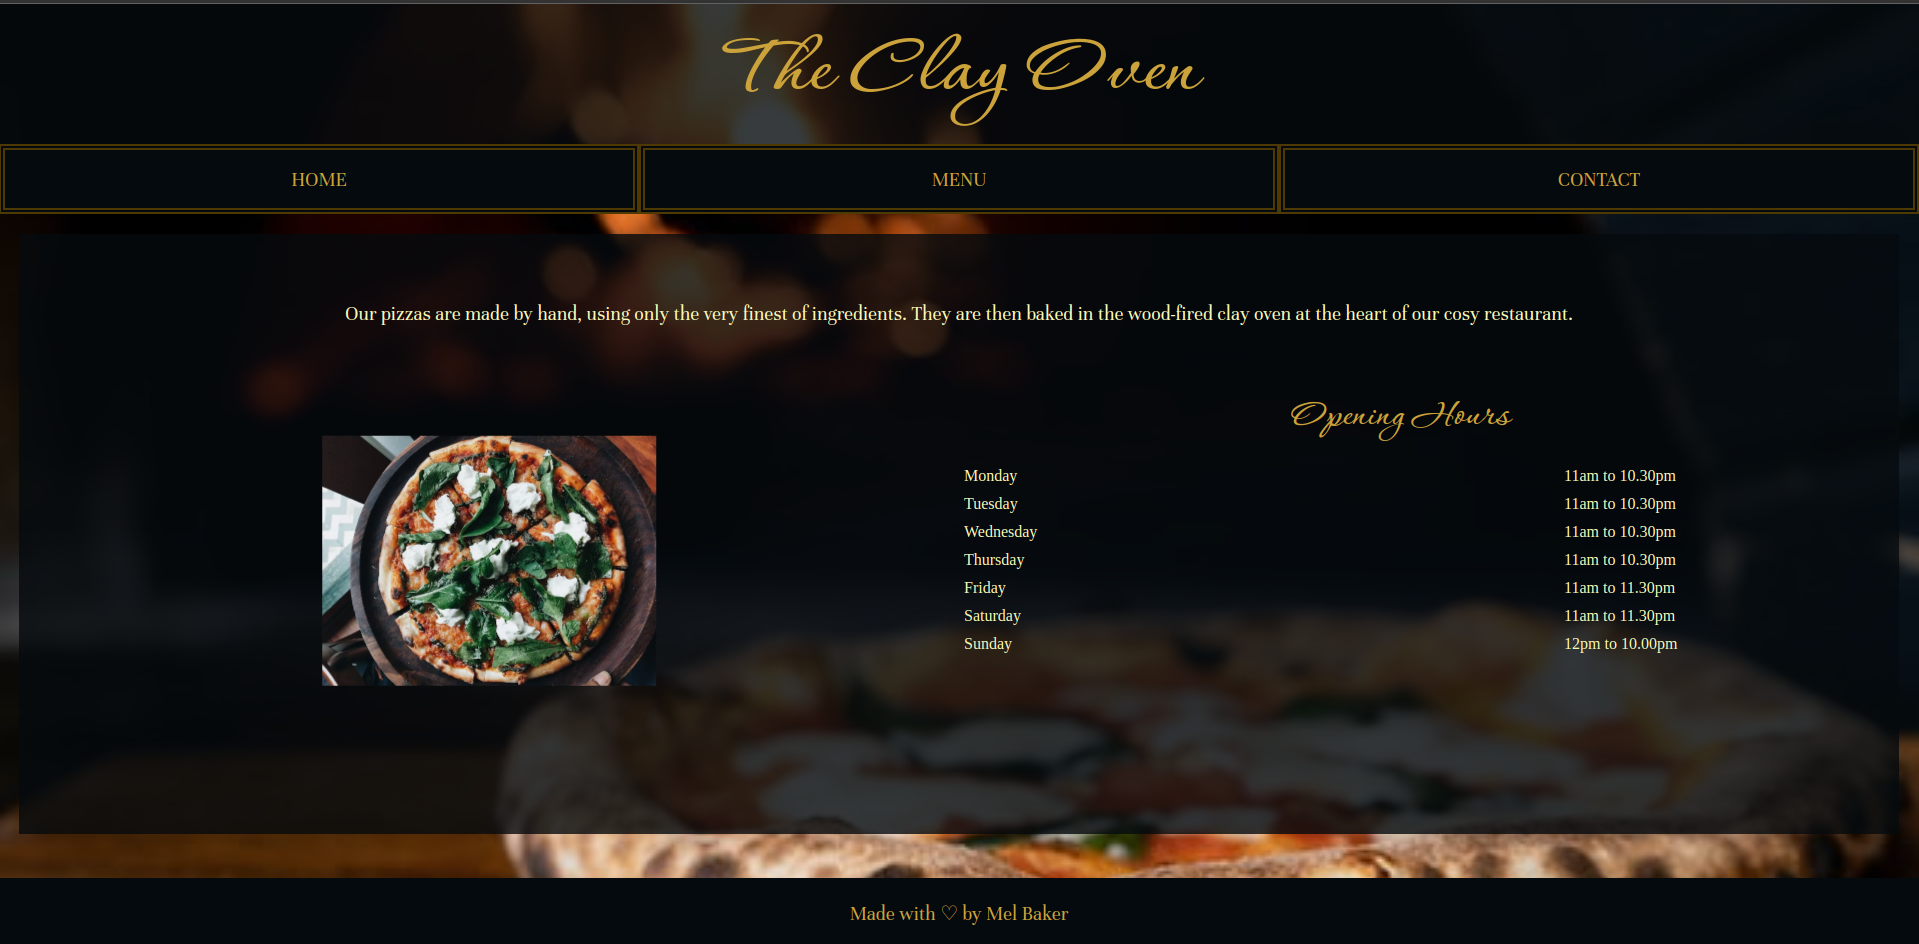 The Clay Oven
HOME
MENU
CONTACT
Our pizzas are made by hand, using only the very finest of ingredients. They are then baked in the wood-fired clay oven at the heart of our cosy restaurant.
Opening Hours
Monday 11am to 10.30pm
Tuesday 11am to 10.30pm
Wednesday 11am to 10.30pm
Thursday 11am to 10.30pm
Friday 11am to 11.30pm
Saturday 11am to 11.30pm
Sunday 12pm to 10.00pm
Made with ♡ by Mel Baker